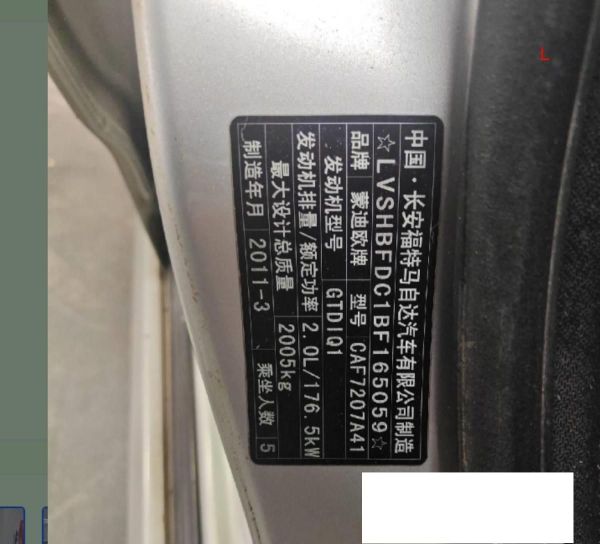 中国·长安福特马自达汽车有限公司制造
☆LVSHBFDC1BF165059☆
品牌 蒙迪欧牌 型号 CAF7207A41
发动机型号 GTDIQ1
发动机排量/额定功率 2.0L/176.5kW
最大设计总质量 2005kg
制造年月 2011-3 乘坐人数 5
L